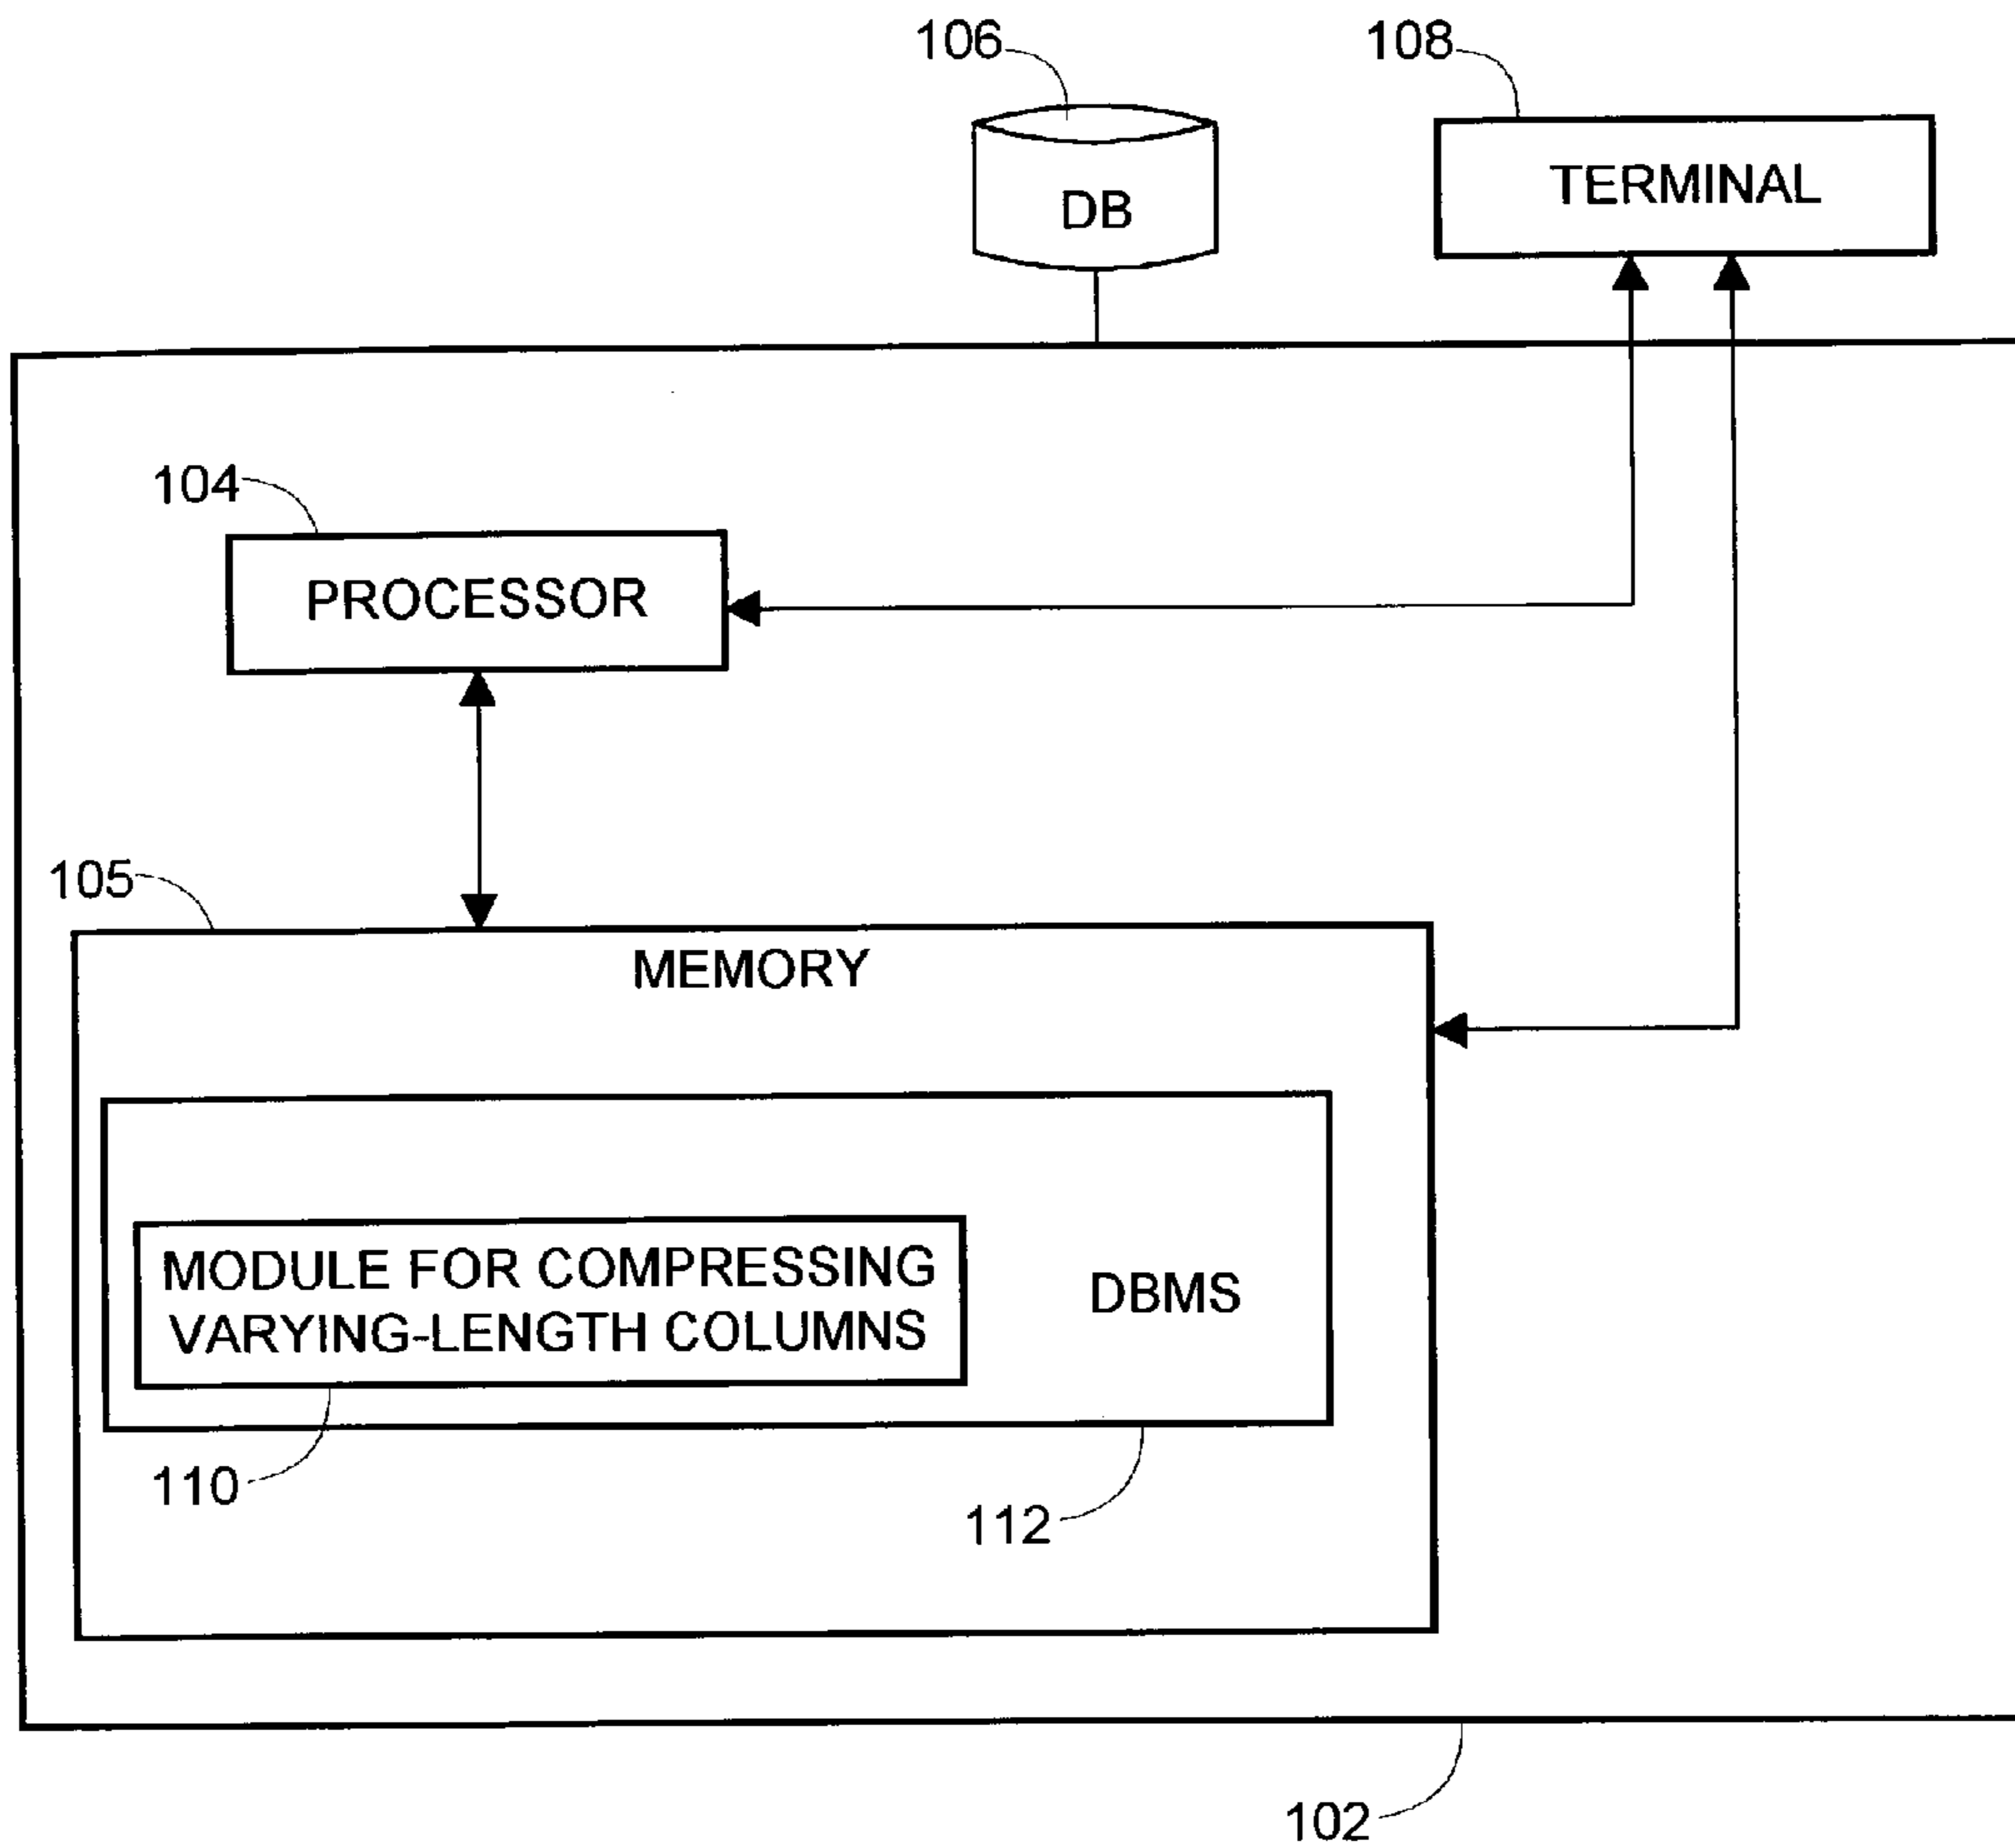 106
108
DB
TERMINAL
104
PROCESSOR
105
MEMORY
MODULE FOR COMPRESSING
VARYING-LENGTH COLUMNS
DBMS
110
112
102